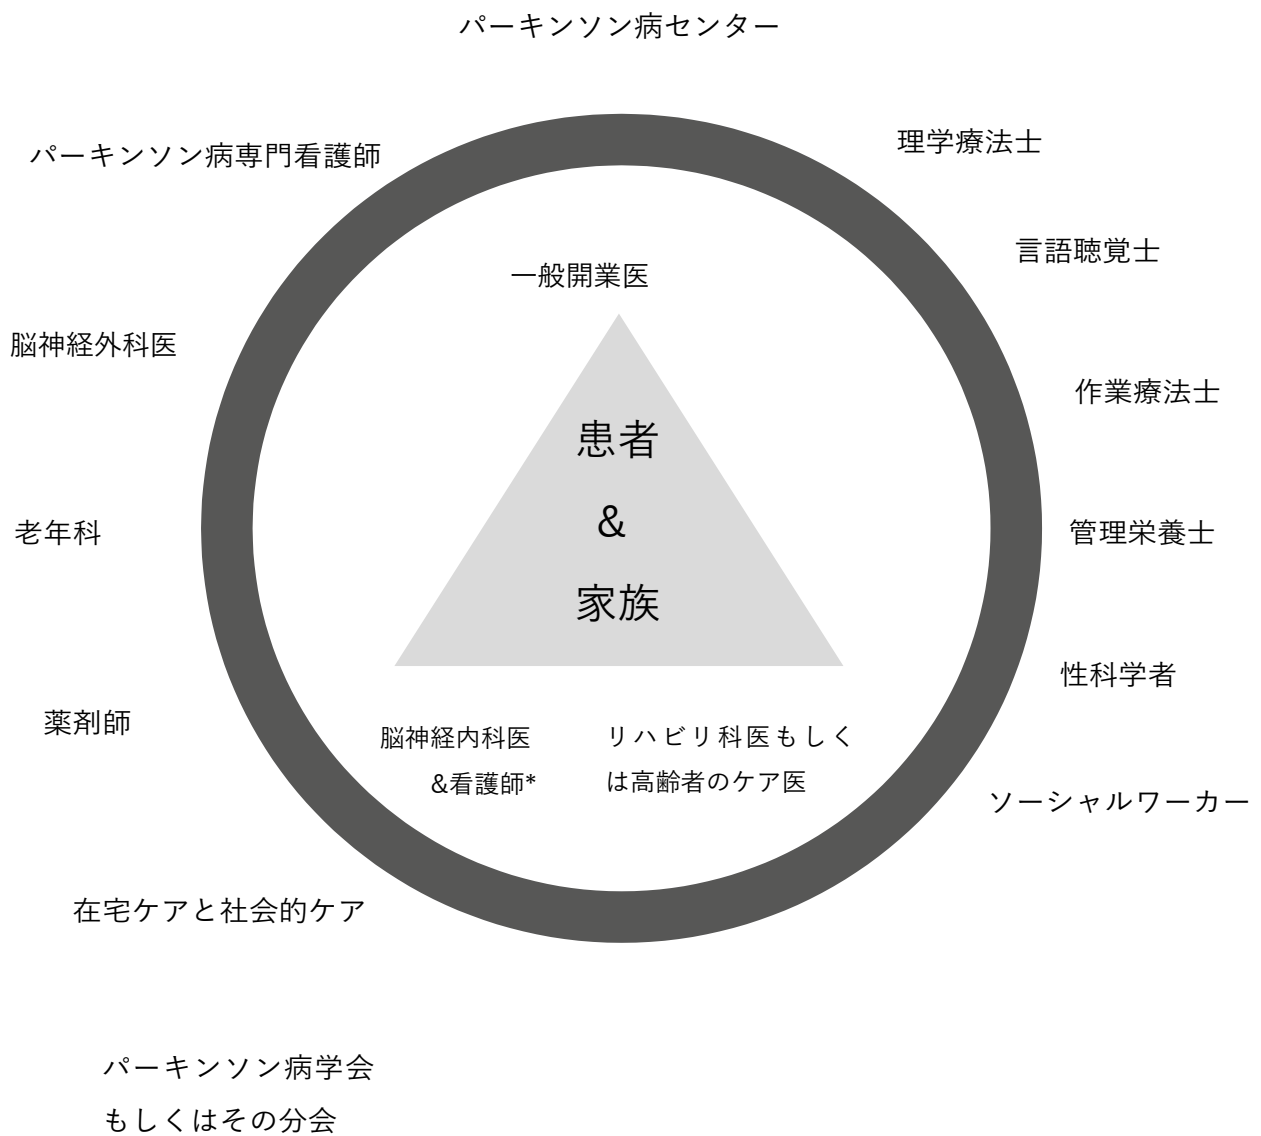 パーキンソン病センター
理学療法士
パーキンソン病専門看護師
言語聴覚士
一般開業医
脳神経外科医
作業療法士
患者
&
老年科
管理栄養士
家族
性科学者
薬剤師
脳神経内科医
&看護師*
リハビリ科医もしく
は高齢者のケア医
ソーシャルワーカー
在宅ケアと社会的ケア
パーキンソン病学会
もしくはその分会